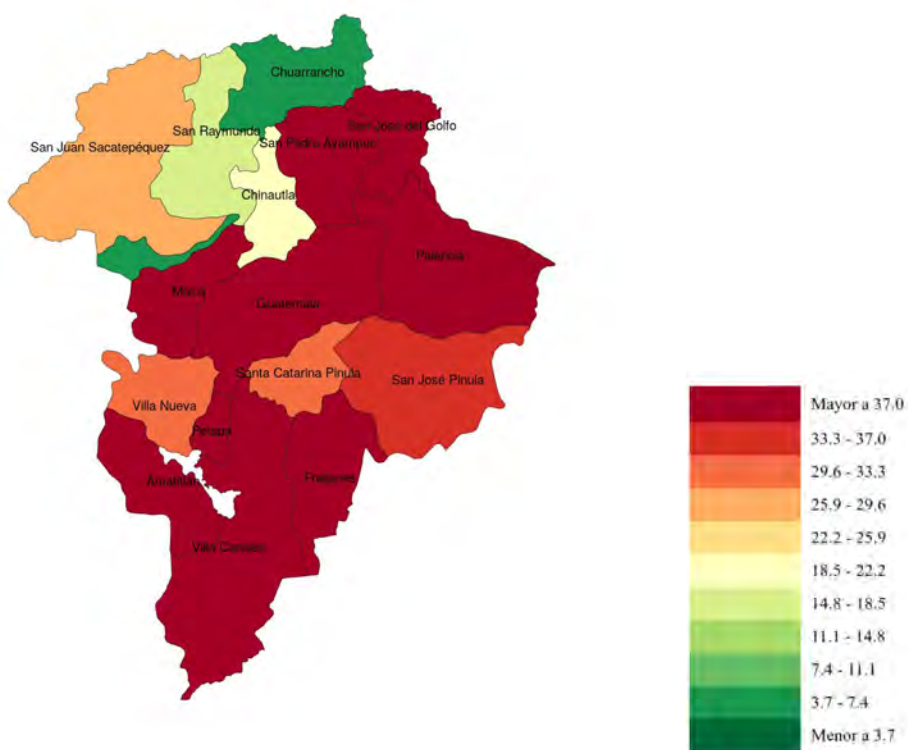 Chuarrancho
San José del Golfo
San Raymundo
San Juan Sacatepéquez
San Pedro Ayampuc
Chinautla
Palencia
Mixco
Guatemala
Santa Catarina Pinula
San José Pinula
Villa Nueva
Petapa
Amatitlán
Fraijanes
Villa Canales
Mayor a 37.0
33.3 - 37.0
29.6 - 33.3
25.9 - 29.6
22.2 - 25.9
18.5 - 22.2
14.8 - 18.5
11.1 - 14.8
7.4 - 11.1
3.7 - 7.4
Menor a 3.7